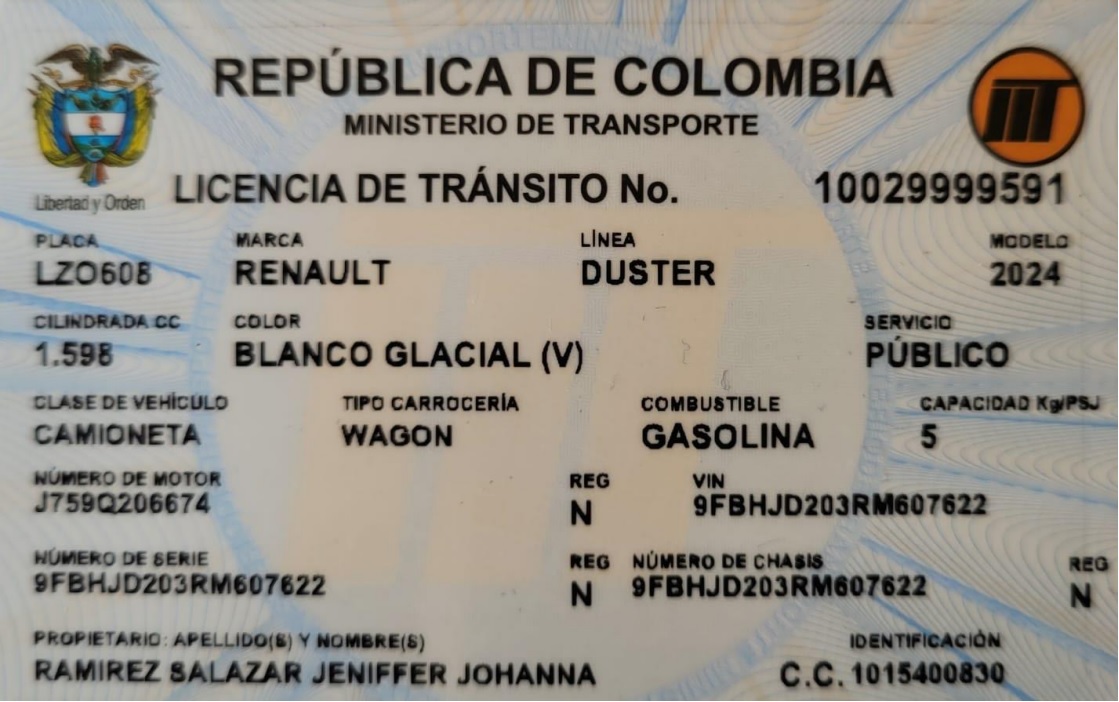 REPÚBLICA DE COLOMBIA
MINISTERIO DE TRANSPORTE
Libertad y Orden
LICENCIA DE TRÁNSITO No. 10029999591
PLACA MARCA LÍNEA MODELO
LZO608 RENAULT DUSTER 2024
CILINDRADA CC COLOR SERVICIO
1.598 BLANCO GLACIAL (V) PÚBLICO
CLASE DE VEHÍCULO TIPO CARROCERÍA COMBUSTIBLE CAPACIDAD Kg/PSJ
CAMIONETA WAGON GASOLINA 5
NÚMERO DE MOTOR REG VIN
J759Q206674 N 9FBHJD203RM607622
NÚMERO DE SERIE REG NÚMERO DE CHASIS REG
9FBHJD203RM607622 N 9FBHJD203RM607622 N
PROPIETARIO: APELLIDO(S) Y NOMBRE(S) IDENTIFICACIÓN
RAMIREZ SALAZAR JENIFFER JOHANNA C.C. 1015400830